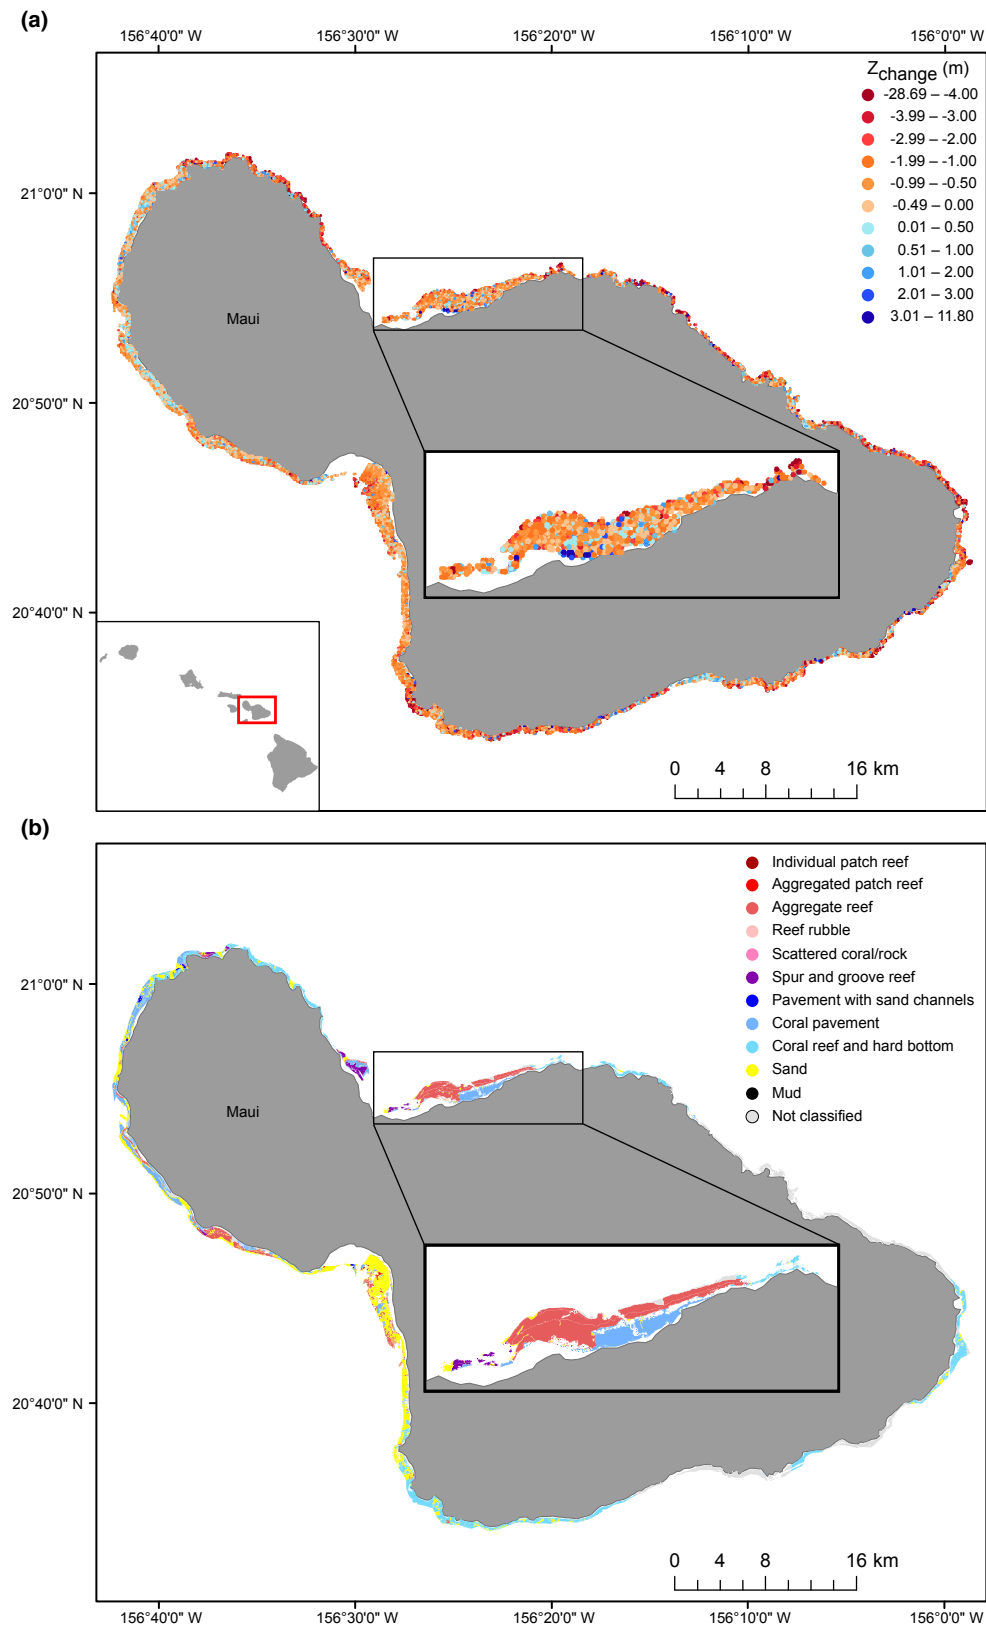 (a)
156°40'0" W 156°30'0" W 156°20'0" W 156°10'0" W 156°0'0" W
Zchange (m)
-28.69 – -4.00
-3.99 – -3.00
-2.99 – -2.00
-1.99 – -1.00
-0.99 – -0.50
-0.49 – 0.00
0.01 – 0.50
0.51 – 1.00
1.01 – 2.00
2.01 – 3.00
3.01 – 11.80
21°0'0" N
Maui
20°50'0" N
20°40'0" N
0 4 8 16 km
(b)
Individual patch reef
Aggregated patch reef
Aggregate reef
Reef rubble
Scattered coral/rock
Spur and groove reef
Pavement with sand channels
Coral pavement
Coral reef and hard bottom
Sand
Mud
Not classified
21°0'0" N
Maui
20°50'0" N
20°40'0" N
0 4 8 16 km
156°40'0" W 156°30'0" W 156°20'0" W 156°10'0" W 156°0'0" W